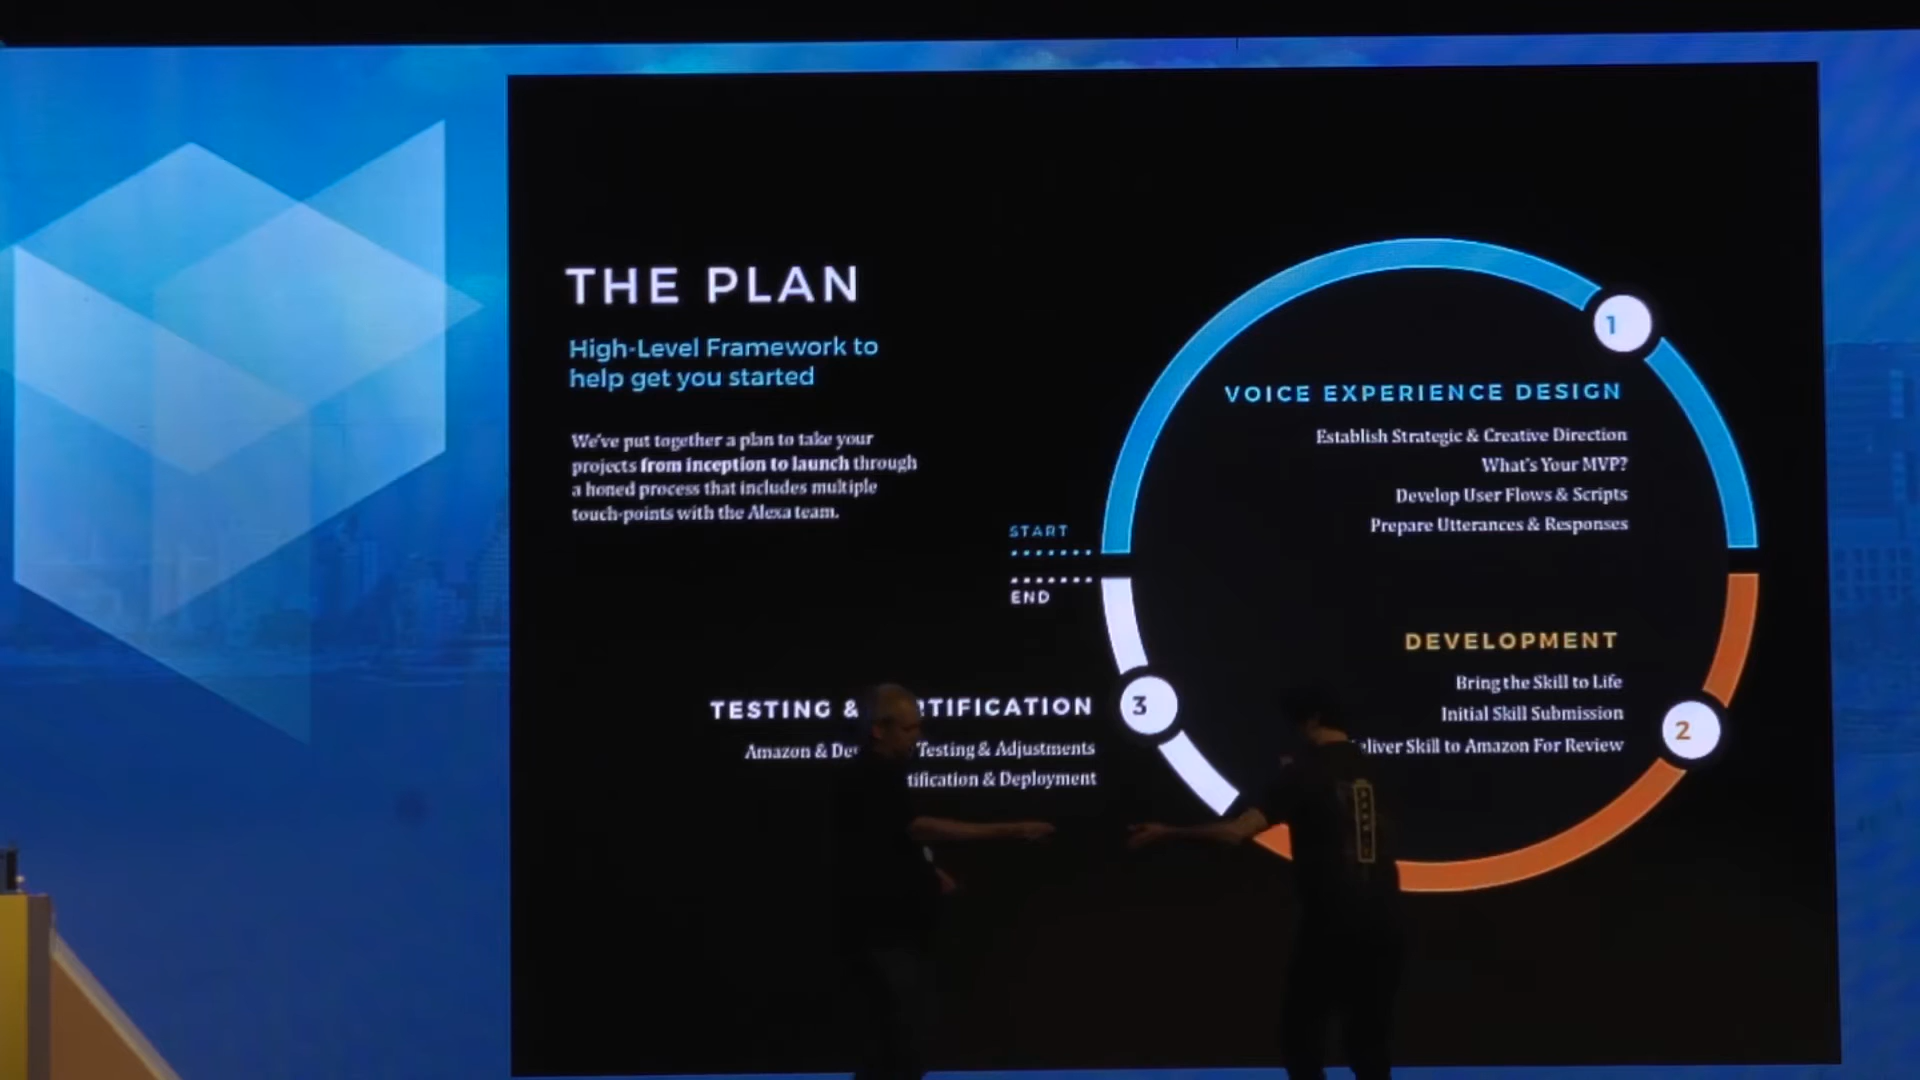 THE PLAN
High-Level Framework to
help get you started
We've put together a plan to take your
projects from inception to launch through
a honed process that includes multiple
touch-points with the Alexa team.
START
END
1
VOICE EXPERIENCE DESIGN
Establish Strategic & Creative Direction
What's Your MVP?
Develop User Flows & Scripts
Prepare Utterances & Responses
2
DEVELOPMENT
Bring the Skill to Life
Initial Skill Submission
Skill to Amazon For Review
3
TESTING &
Amazon & Testing & Adjustments
& Deployment